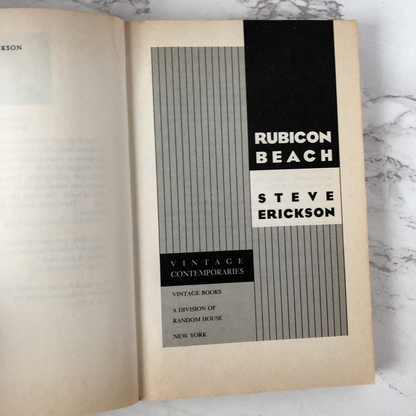 RUBICON
BEACH
STEVE
ERICKSON
VINTAGE
CONTEMPORARIES
VINTAGE BOOKS
A DIVISION OF
RANDOM HOUSE
NEW YORK